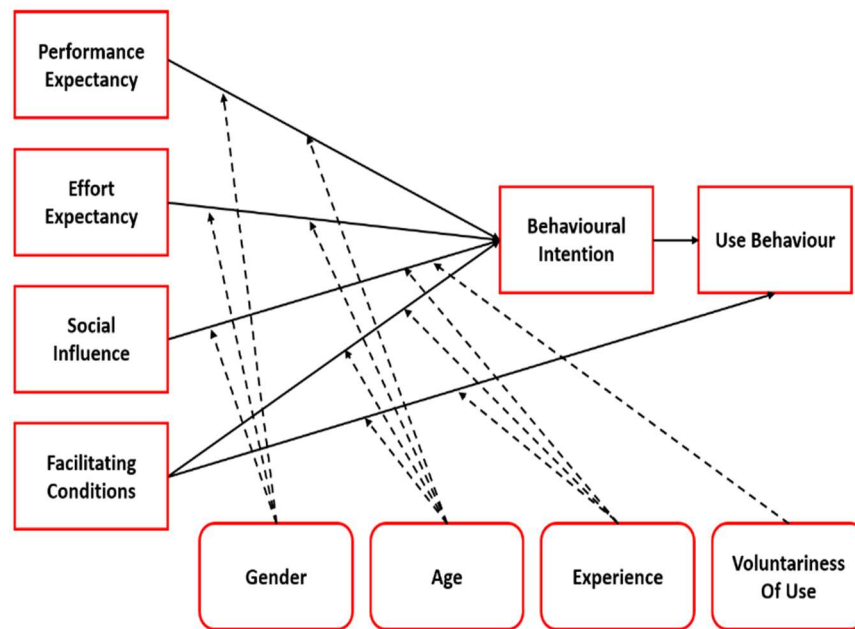 Performance
Expectancy
Effort
Expectancy
Behavioural
Intention
Use Behaviour
Social
Influence
Facilitating
Conditions
Gender
Age
Experience
Voluntariness
Of Use